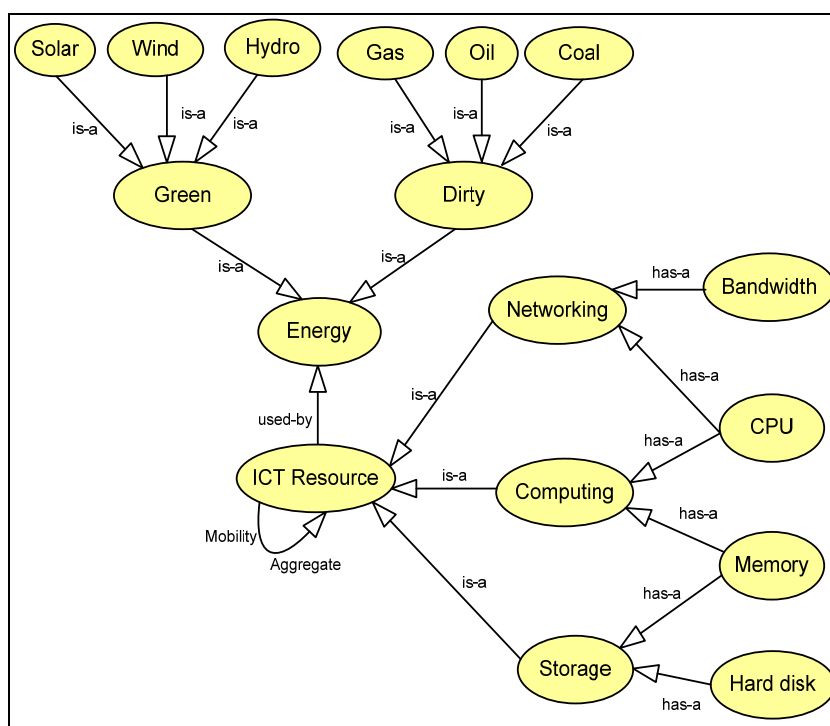 Solar
Wind
Hydro
Gas
Oil
Coal
is-a
is-a
is-a
is-a
is-a
is-a
Green
Dirty
is-a
is-a
Energy
Networking
has-a
Bandwidth
used-by
is-a
has-a
CPU
ICT Resource
is-a
Computing
has-a
Mobility
Aggregate
has-a
Memory
is-a
has-a
Storage
Hard disk
has-a